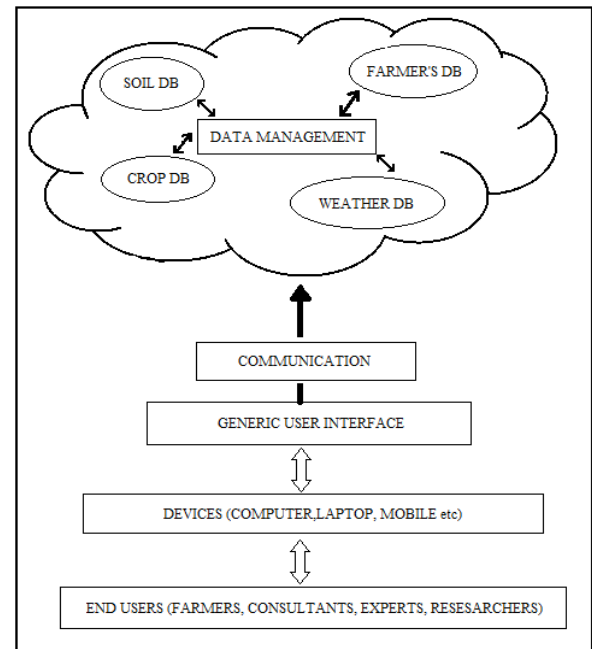 SOIL DB
FARMER'S DB
DATA MANAGEMENT
CROP DB
WEATHER DB
COMMUNICATION
GENERIC USER INTERFACE
DEVICES (COMPUTER,LAPTOP, MOBILE etc)
END USERS (FARMERS, CONSULTANTS, EXPERTS, RESESARCHERS)